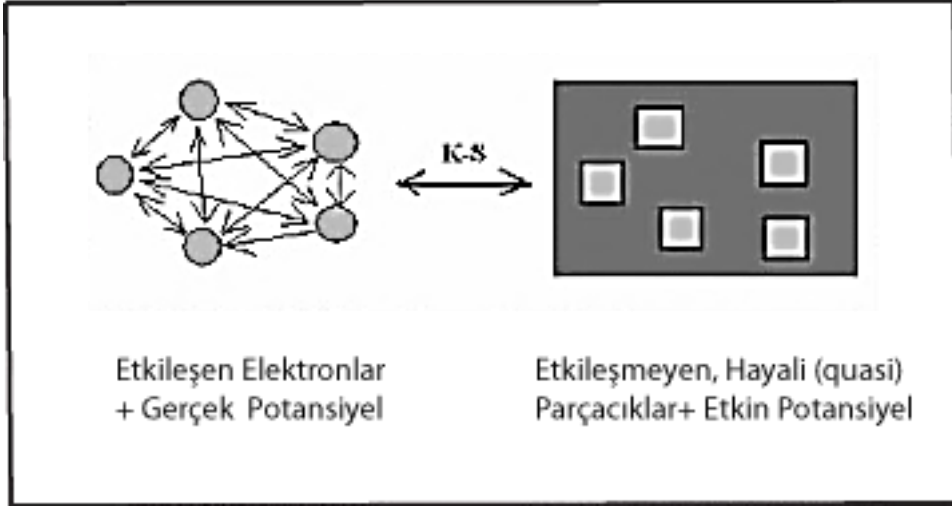 K-S
Etkileşen Elektronlar
+ Gerçek Potansiyel
Etkileşmeyen, Hayali (quasi)
Parçacıklar+ Etkin Potansiyel